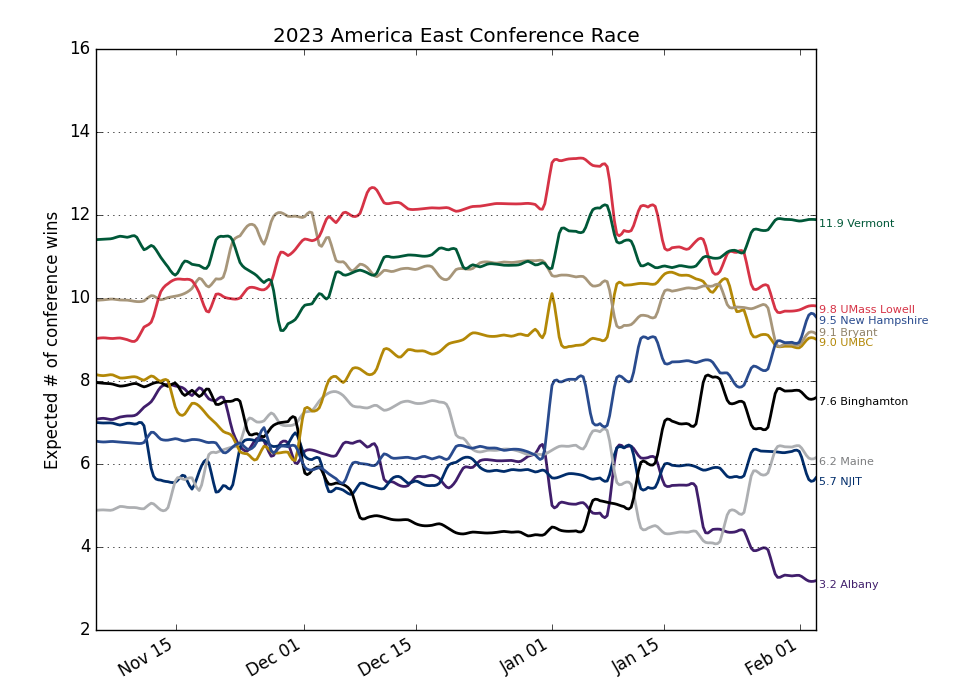 2023 America East Conference Race
Expected # of conference wins
16
14
12
10
8
6
4
2
Nov 15
Dec 01
Dec 15
Jan 01
Jan 15
Feb 01
11.9 Vermont
9.8 UMass Lowell
9.5 New Hampshire
9.1 Bryant
9.0 UMBC
7.6 Binghamton
6.2 Maine
5.7 NJIT
3.2 Albany